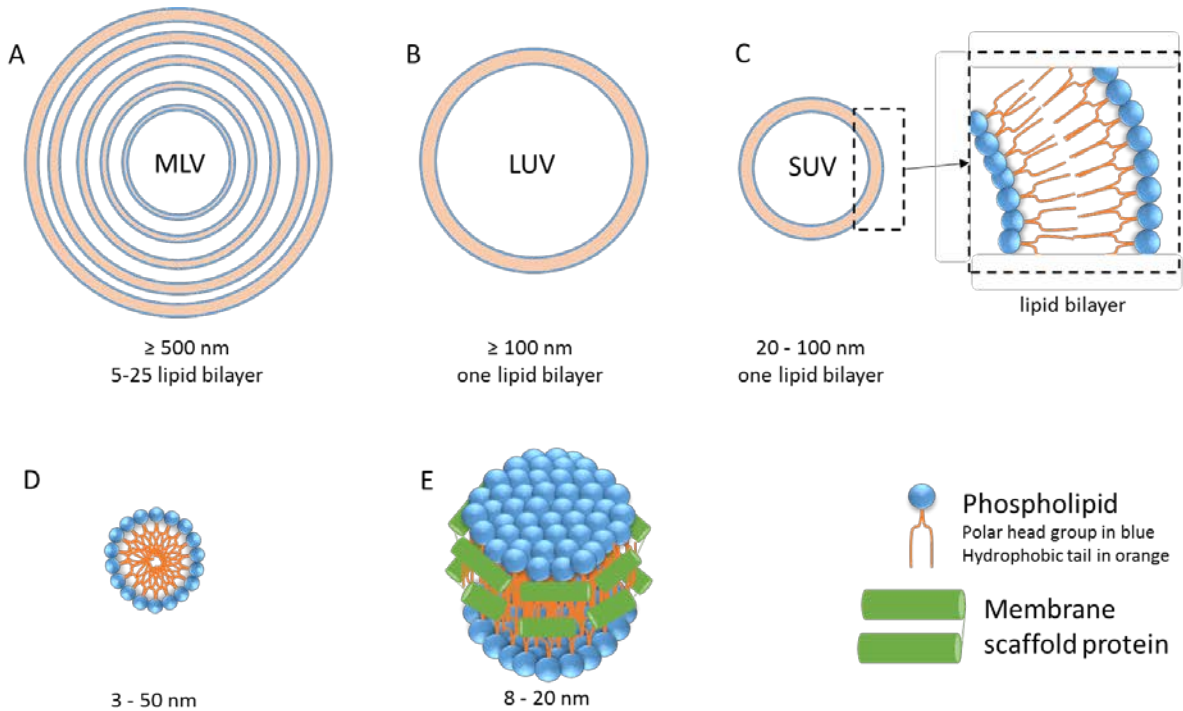 A
MLV
≥ 500 nm
5-25 lipid bilayer
B
LUV
≥ 100 nm
one lipid bilayer
C
SUV
20 - 100 nm
one lipid bilayer
lipid bilayer
D
3 - 50 nm
E
8 - 20 nm
Phospholipid
Polar head group in blue
Hydrophobic tail in orange
Membrane
scaffold protein